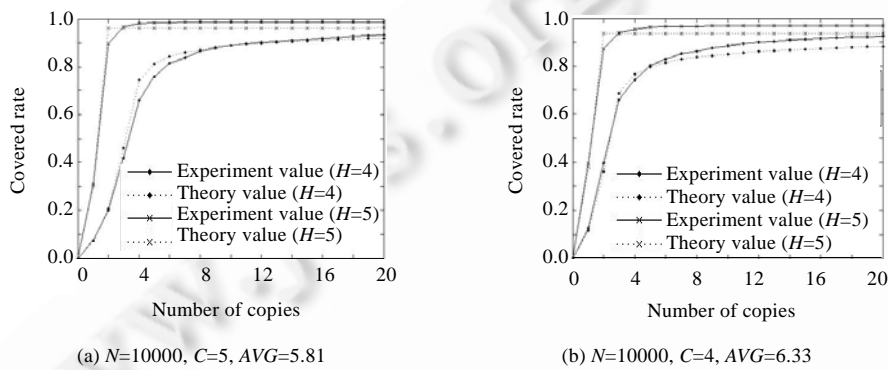 1.0
0.8
0.6
0.4
0.2
0.0
Covered rate
Experiment value (H=4)
Theory value (H=4)
Experiment value (H=5)
Theory value (H=5)
0 4 8 12 16 20
Number of copies
(a) N=10000, C=5, AVG=5.81
1.0
0.8
0.6
0.4
0.2
0.0
Covered rate
Experiment value (H=4)
Theory value (H=4)
Experiment value (H=5)
Theory value (H=5)
0 4 8 12 16 20
Number of copies
(b) N=10000, C=4, AVG=6.33